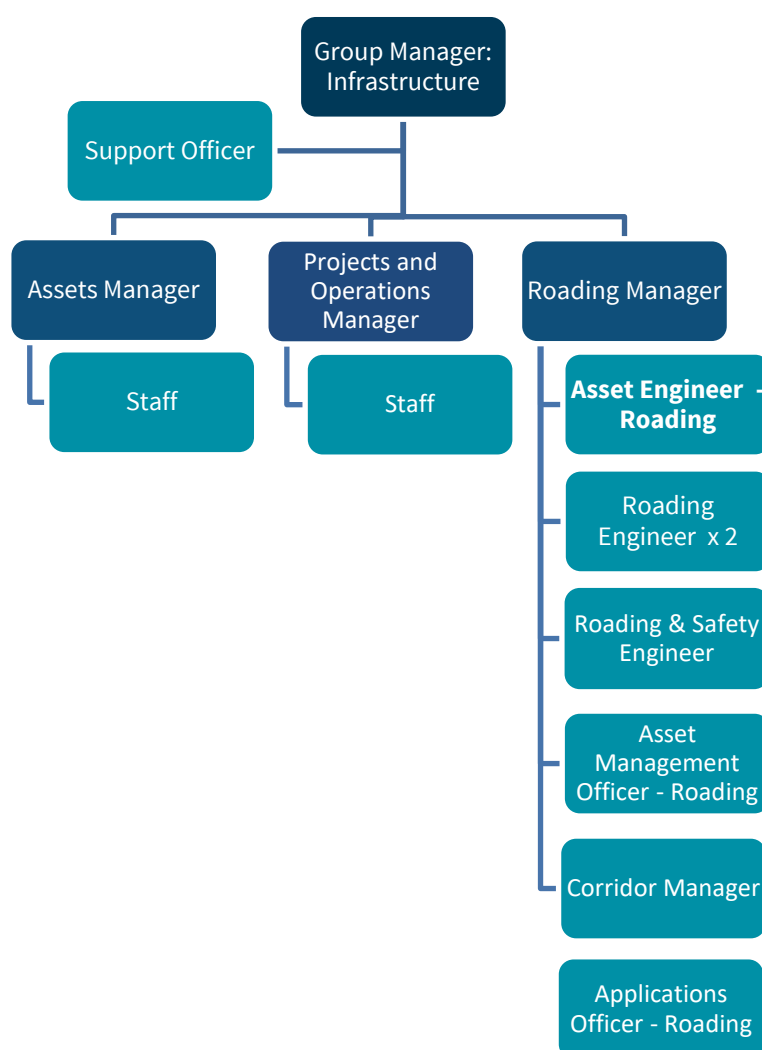 Group Manager:
Infrastructure
Support Officer
Assets Manager
Projects and
Operations
Manager
Roading Manager
Staff
Staff
Asset Engineer -
Roading
Roading
Engineer x 2
Roading & Safety
Engineer
Asset
Management
Officer - Roading
Corridor Manager
Applications
Officer - Roading